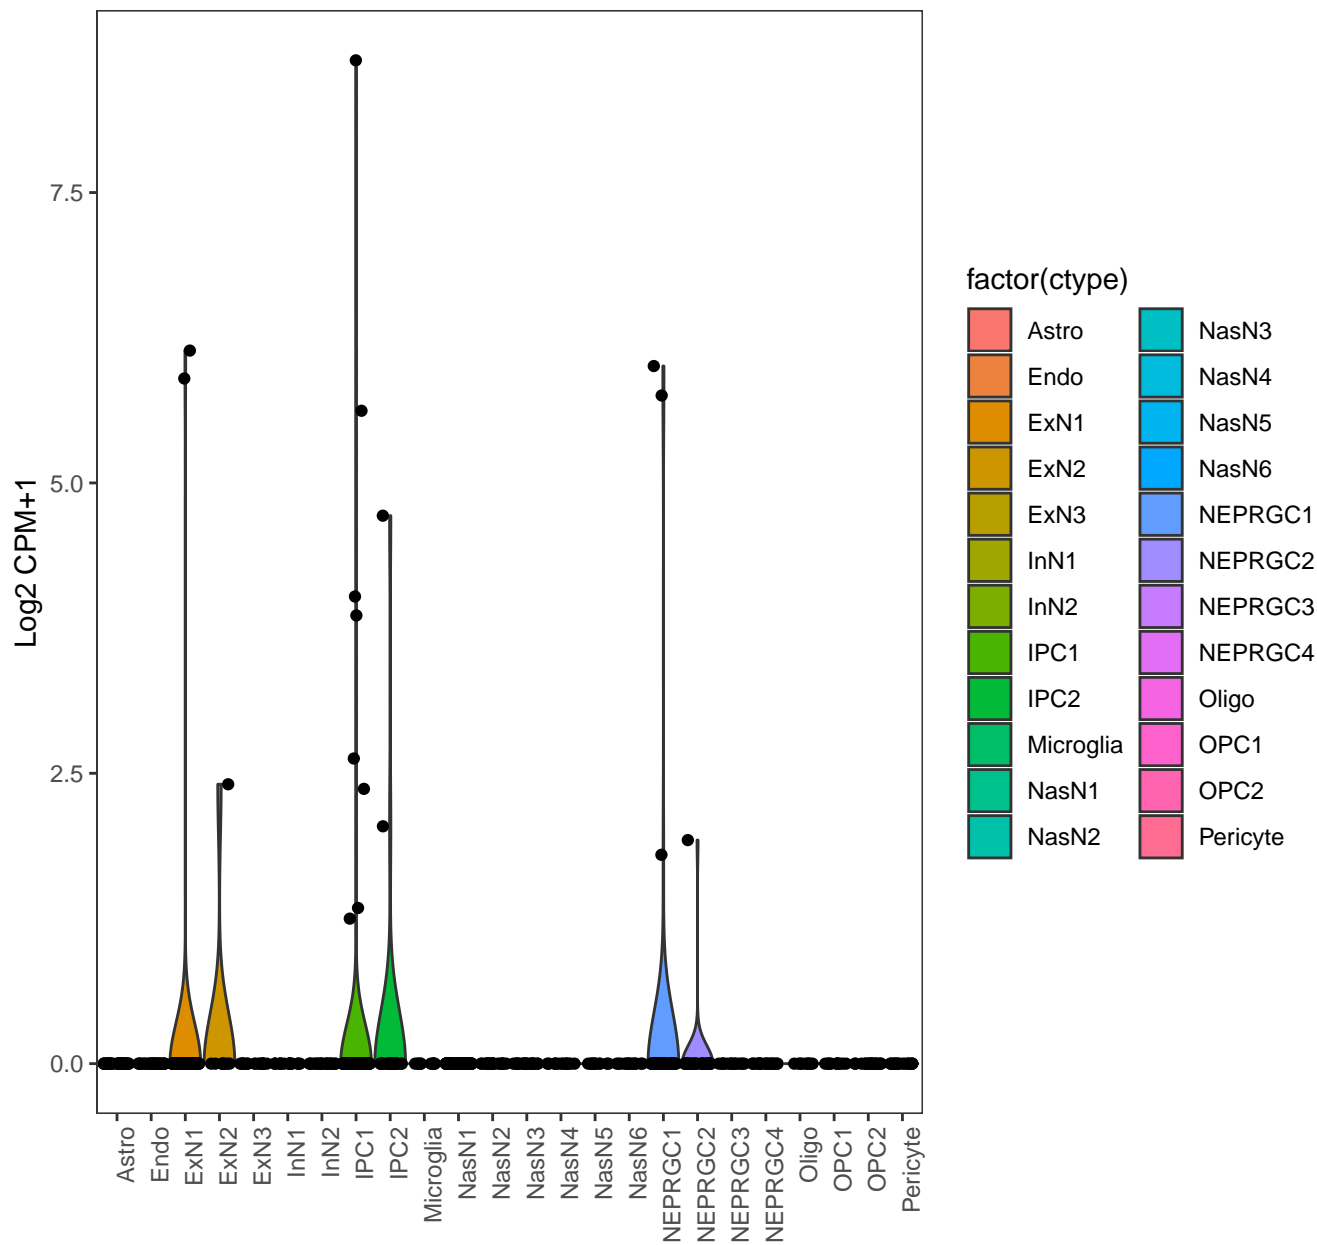 Log2 CPM+1
7.5
5.0
2.5
0.0
Astro
Endo
ExN1
ExN2
ExN3
InN1
InN2
IPC1
IPC2
Microglia
NasN1
NasN2
NasN3
NasN4
NasN5
NasN6
NEPRGC1
NEPRGC2
NEPRGC3
NEPRGC4
Oligo
OPC1
OPC2
Pericyte
factor(ctype)
Astro
Endo
ExN1
ExN2
ExN3
InN1
InN2
IPC1
IPC2
Microglia
NasN1
NasN2
NasN3
NasN4
NasN5
NasN6
NEPRGC1
NEPRGC2
NEPRGC3
NEPRGC4
Oligo
OPC1
OPC2
Pericyte